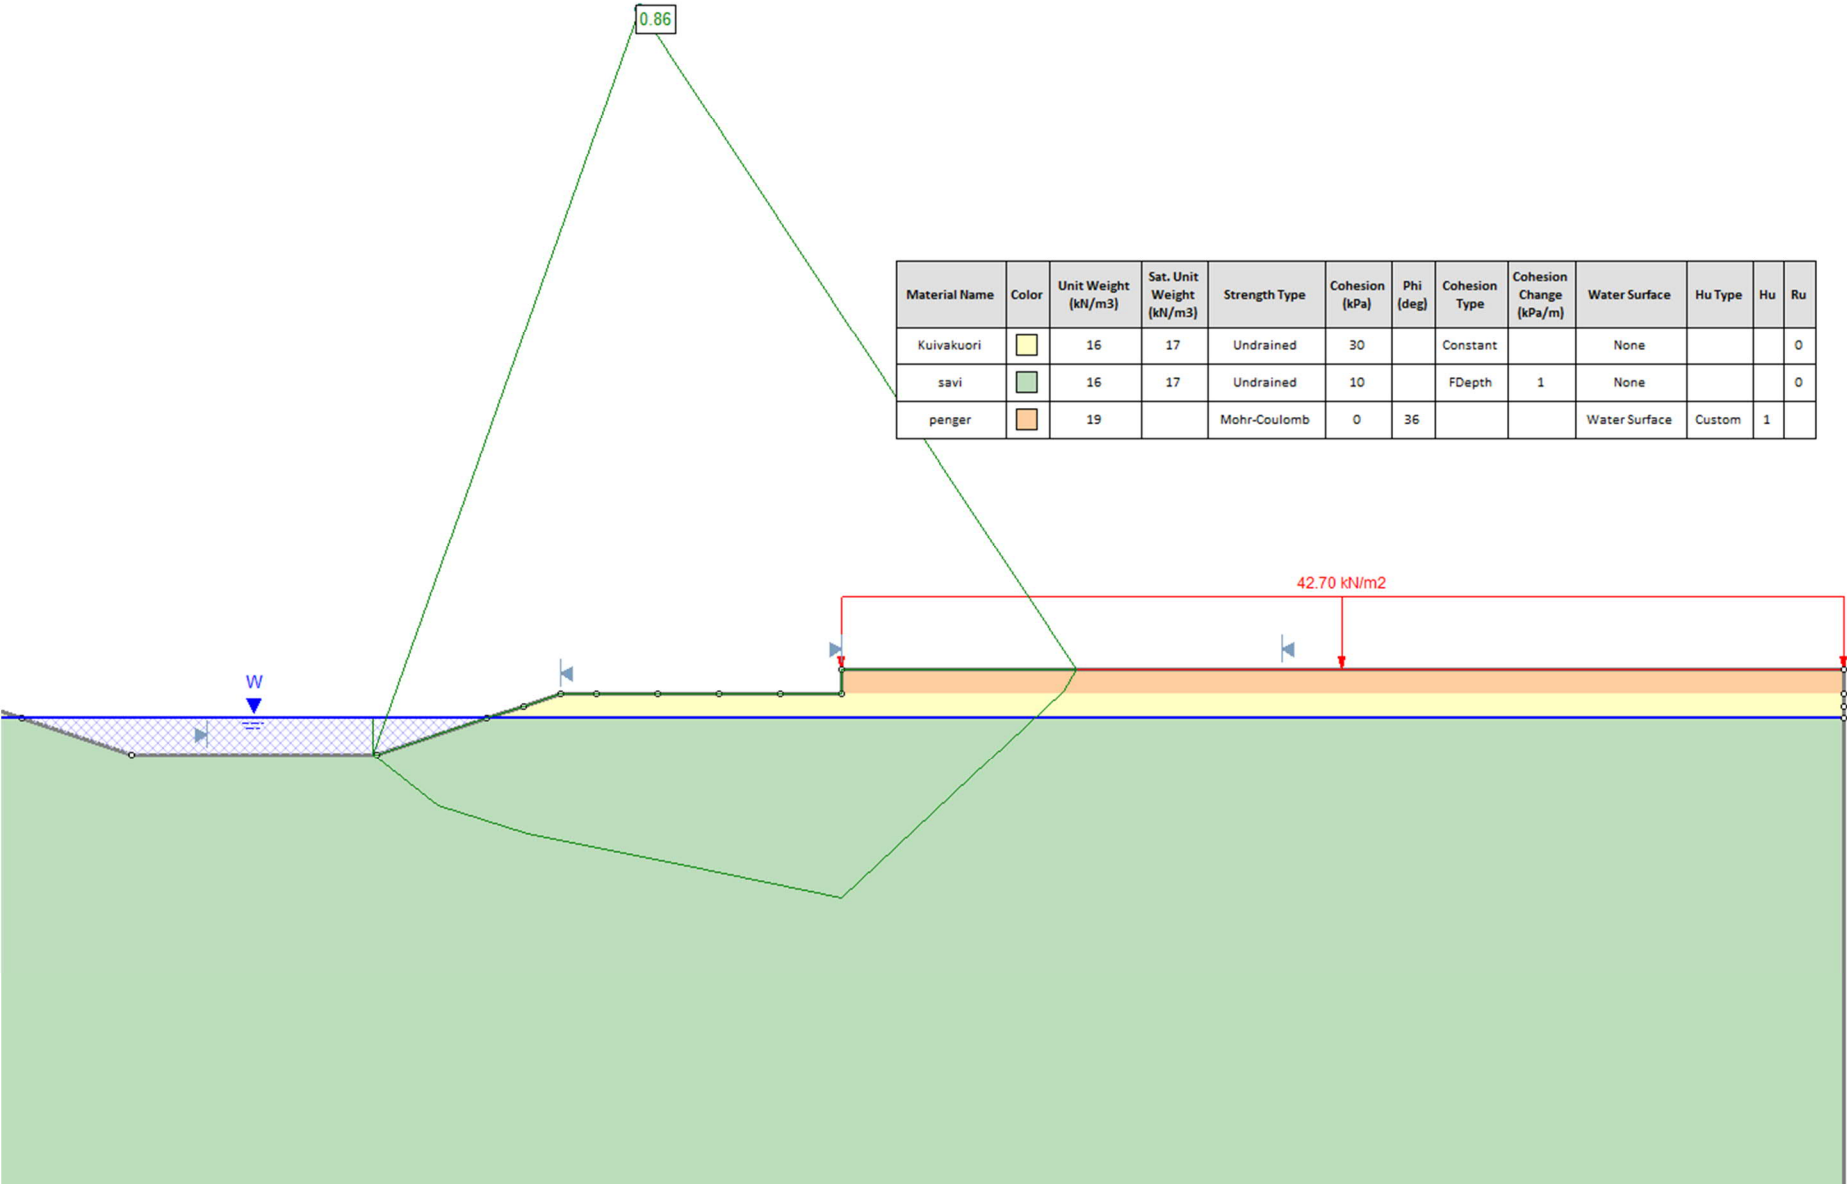 0.86
Material Name Color Unit Weight (kN/m3) Sat. Unit Weight (kN/m3) Strength Type Cohesion (kPa) Phi (deg) Cohesion Type Cohesion Change (kPa/m) Water Surface Hu Type Hu Ru
Kuivakuori 16 17 Undrained 30 Constant None 0
savi 16 17 Undrained 10 FDepth 1 None 0
penger 19 Mohr-Coulomb 0 36 Water Surface Custom 1
42.70 kN/m2
W